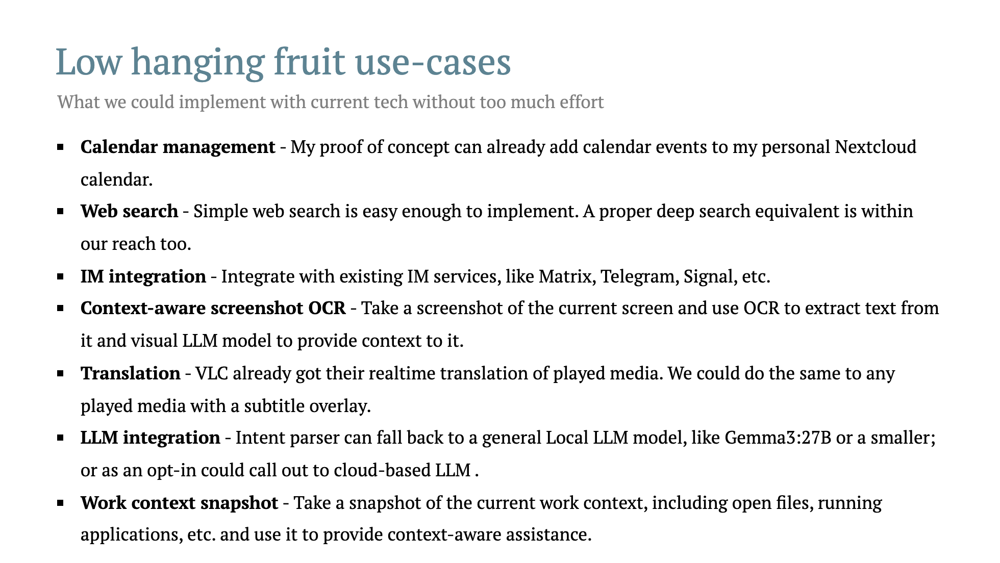 Low hanging fruit use-cases
What we could implement with current tech without too much effort
▪ Calendar management - My proof of concept can already add calendar events to my personal Nextcloud
calendar.
▪ Web search - Simple web search is easy enough to implement. A proper deep search equivalent is within
our reach too.
▪ IM integration - Integrate with existing IM services, like Matrix, Telegram, Signal, etc.
▪ Context-aware screenshot OCR - Take a screenshot of the current screen and use OCR to extract text from
it and visual LLM model to provide context to it.
▪ Translation - VLC already got their realtime translation of played media. We could do the same to any
played media with a subtitle overlay.
▪ LLM integration - Intent parser can fall back to a general Local LLM model, like Gemma3:27B or a smaller;
or as an opt-in could call out to cloud-based LLM .
▪ Work context snapshot - Take a snapshot of the current work context, including open files, running
applications, etc. and use it to provide context-aware assistance.